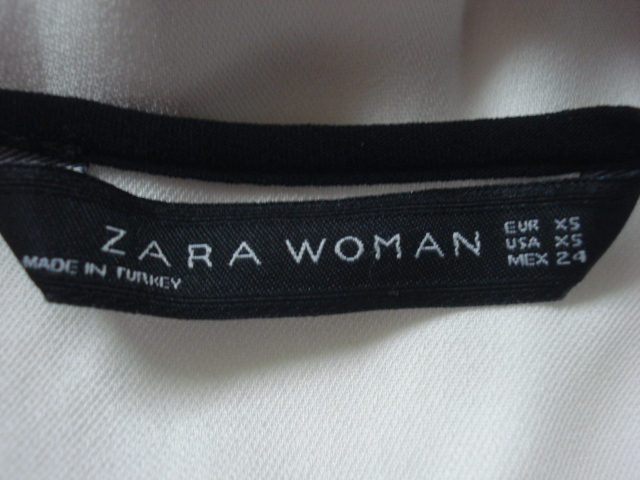 ZARA WOMAN
MADE IN TURKEY
EUR XS
USA XS
MEX 24